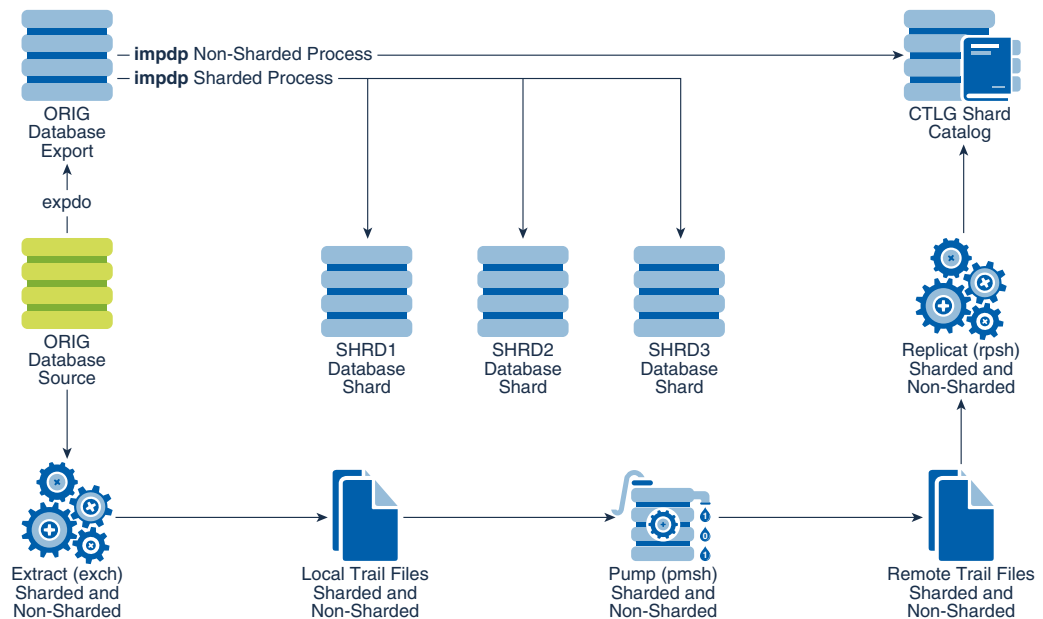 impdp Non-Sharded Process
impdp Sharded Process
ORIG
Database
Export
CTLG Shard
Catalog
expdo
ORIG
Database
Source
SHRD1
Database
Shard
SHRD2
Database
Shard
SHRD3
Database
Shard
Replicat (rpsh)
Sharded and
Non-Sharded
1
0
1
Extract (exch)
Sharded and
Non-Sharded
Local Trail Files
Sharded and
Non-Sharded
Pump (pmsh)
Sharded and
Non-Sharded
Remote Trail Files
Sharded and
Non-Sharded